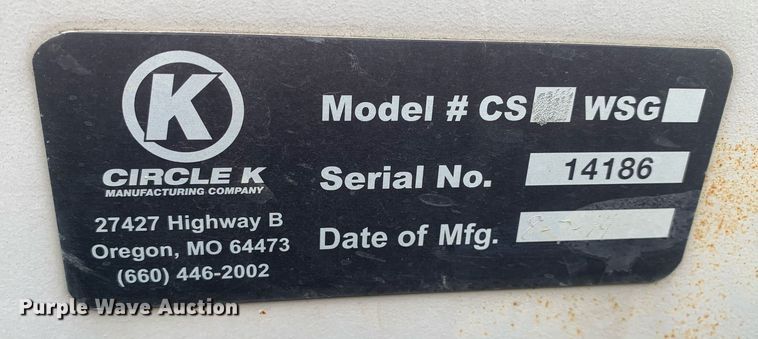 K
CIRCLE K
MANUFACTURING COMPANY
27427 Highway B
Oregon, MO 64473
(660) 446-2002
Model # CS WSG
Serial No. 14186
Date of Mfg.
Purple Wave Auction